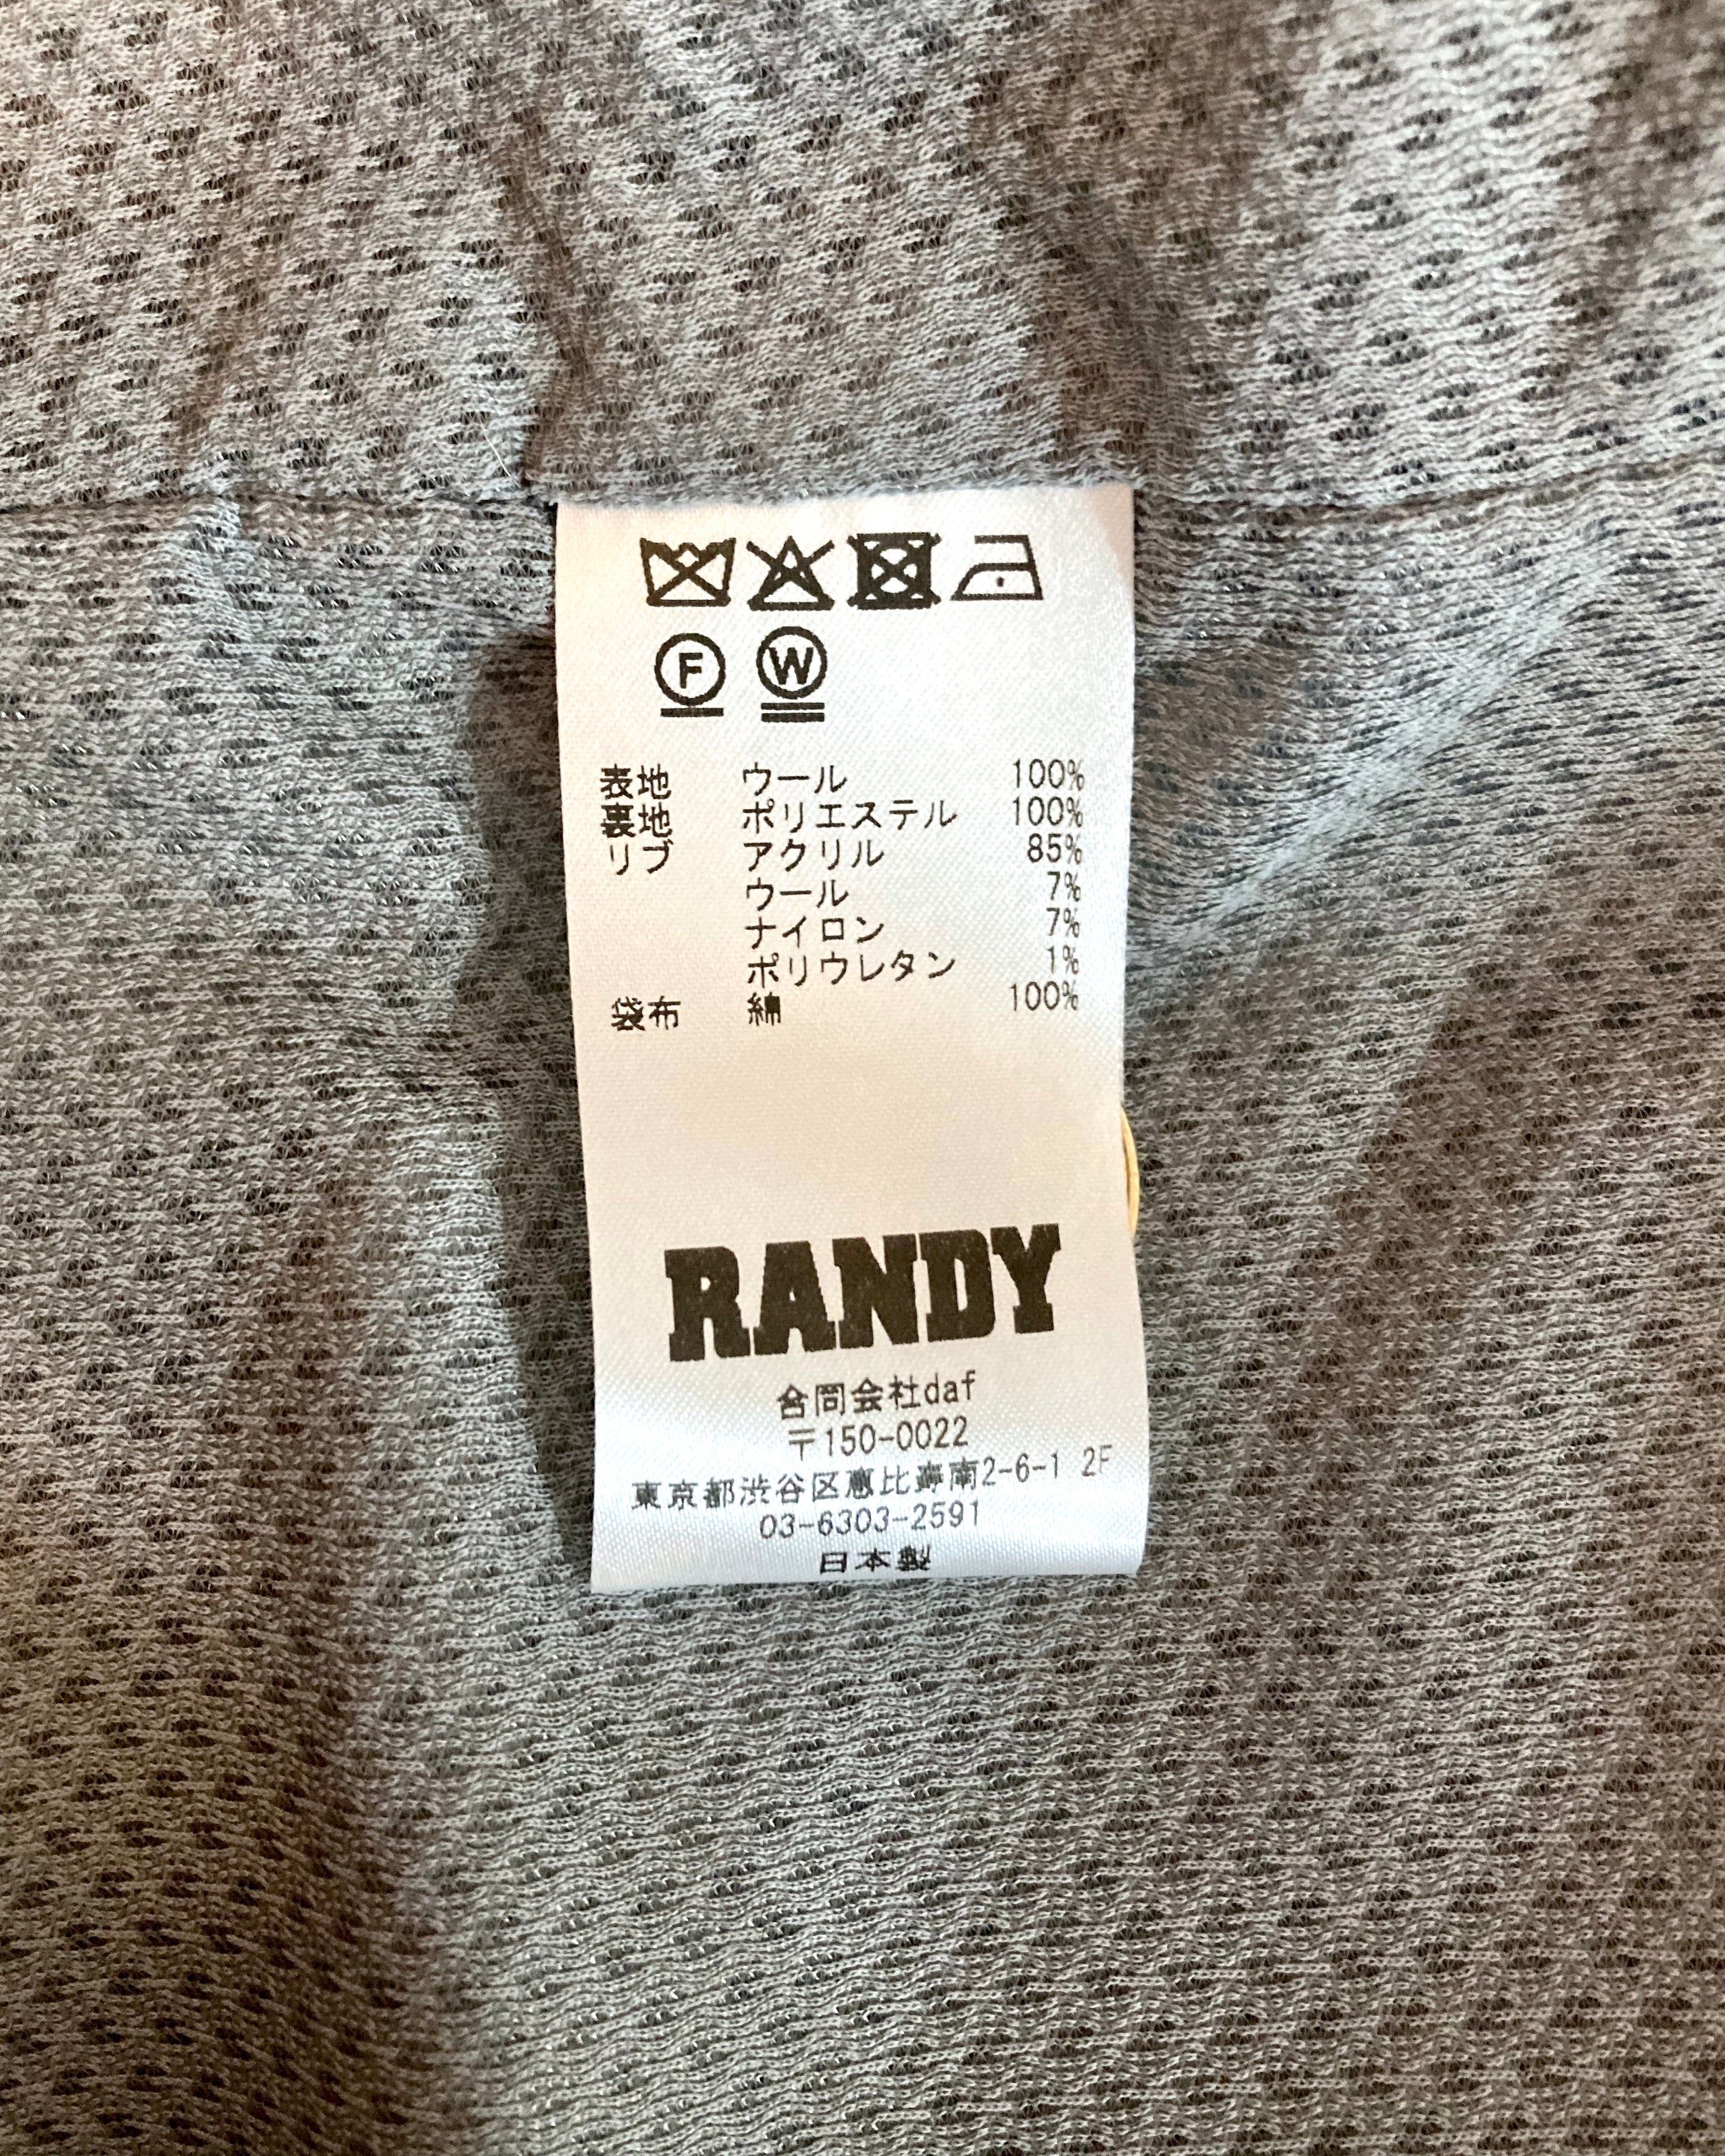 F W
表地 ウール 100%
裏地 ポリエステル 100%
リブ アクリル 85%
ウール 7%
ナイロン 7%
ポリウレタン 1%
袋布 綿 100%
RANDY
合同会社daf
〒150-0022
東京都渋谷区恵比寿南2-6-1 2F
03-6303-2591
日本製